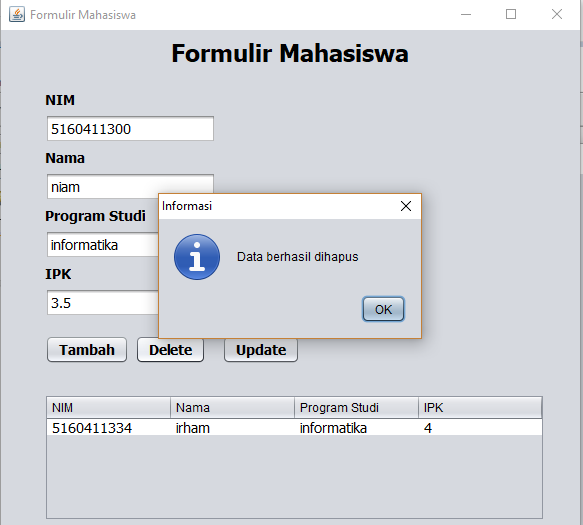 Formulir Mahasiswa
Formulir Mahasiswa
NIM
5160411300
Nama
niam
Program Studi
informatika
IPK
3.5
Informasi
Data berhasil dihapus
OK
Tambah Delete Update
NIM Nama Program Studi IPK
5160411334 irham informatika 4